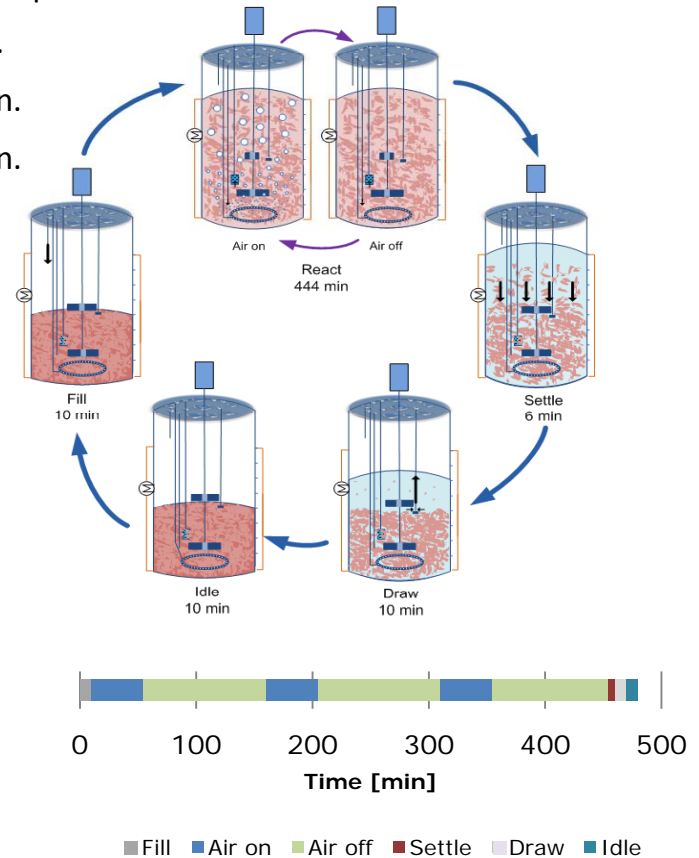 n.
n.
M
Air on
Air off
React
444 min
M
M
Fill
10 min
Settle
6 min
M
M
Idle
10 min
Draw
10 min
0 100 200 300 400 500
Time [min]
Fill Air on Air off Settle Draw Idle